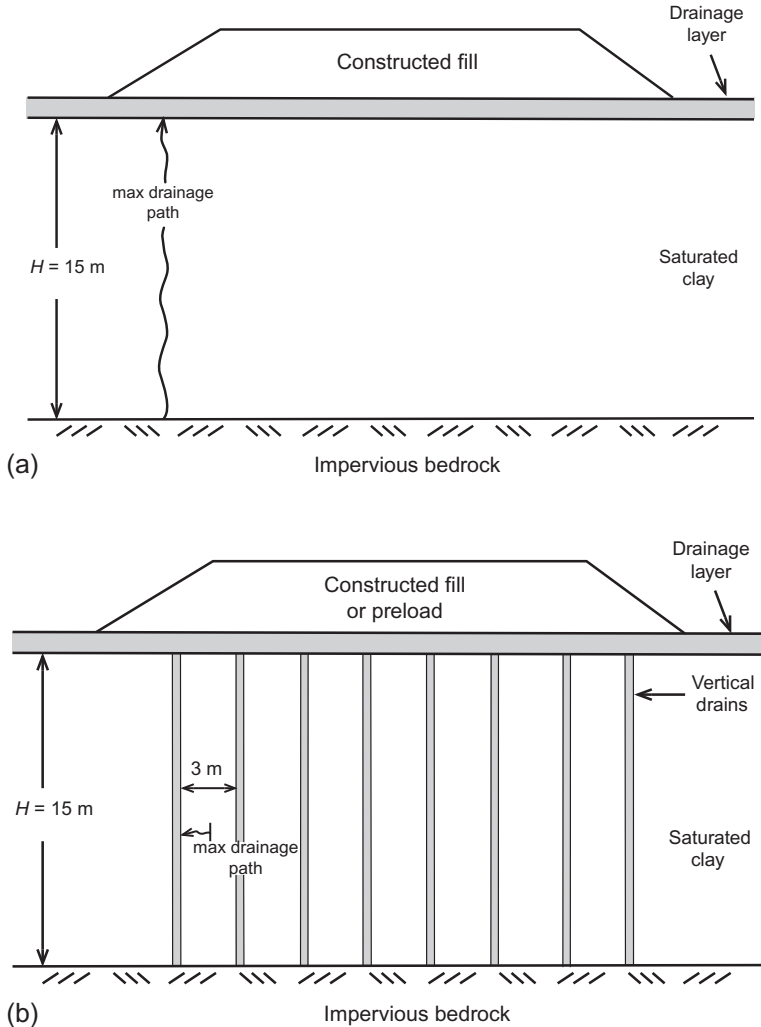 Drainage
layer
Constructed fill
max drainage
path
H = 15 m
Saturated
clay
Impervious bedrock
(a)
Drainage
layer
Constructed fill
or preload
Vertical
drains
3 m
H = 15 m
max drainage
path
Saturated
clay
Impervious bedrock
(b)